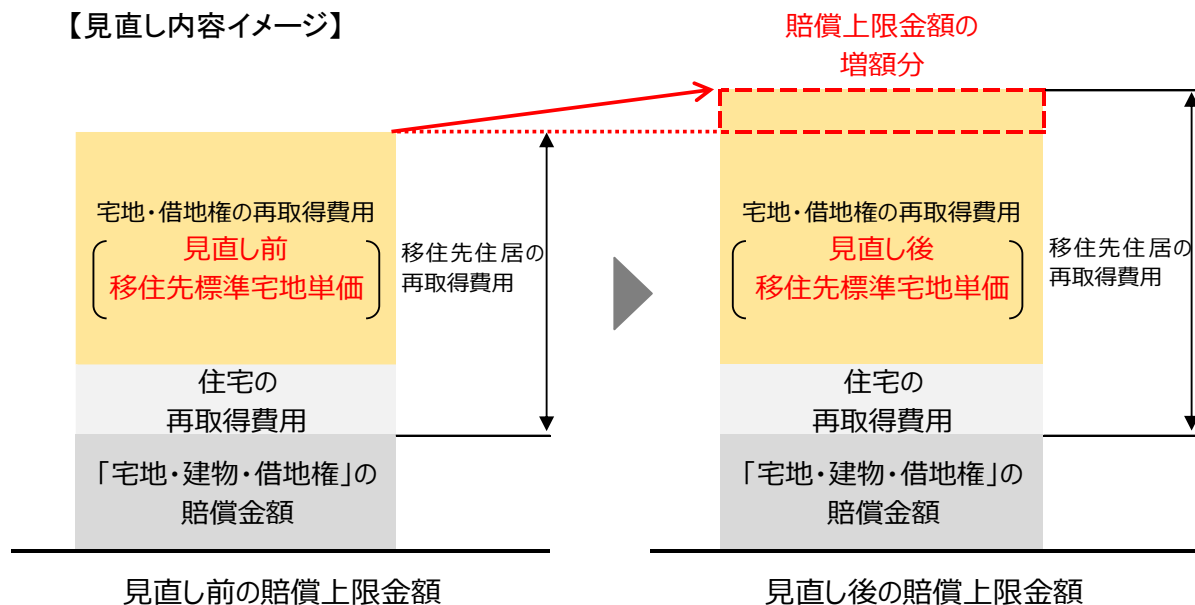 【見直し内容イメージ】
宅地・借地権の再取得費用
見直し前
移住先標準宅地単価
移住先住居の
再取得費用
住宅の
再取得費用
「宅地・建物・借地権」の
賠償金額
見直し前の賠償上限金額
賠償上限金額の
増額分
宅地・借地権の再取得費用
見直し後
移住先標準宅地単価
移住先住居の
再取得費用
住宅の
再取得費用
「宅地・建物・借地権」の
賠償金額
見直し後の賠償上限金額